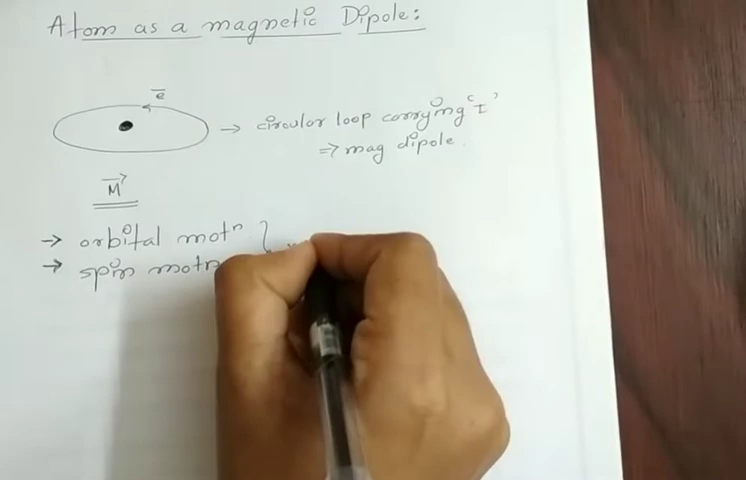 Atom as a magnetic Dipole:
e
→ circular loop carrying 'I'
⇒ mag dipole.
M
→ orbital motn
→ spin motn